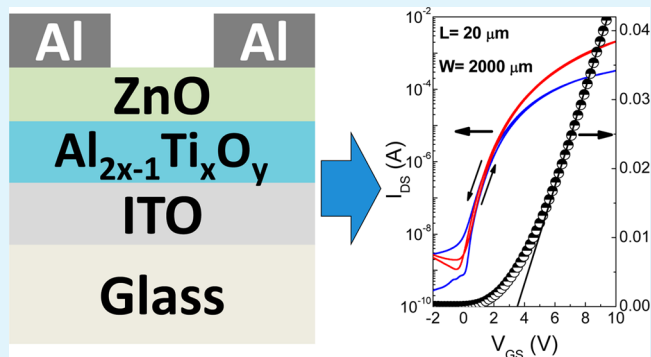 Al Al
ZnO
Al2x-1TixOy
ITO
Glass
L= 20 μm
W= 2000 μm
IDS (A)
10-2
10-4
10-6
10-8
10-10
0.04
0.03
0.02
0.01
0.00
-2 0 2 4 6 8 10
VGS (V)